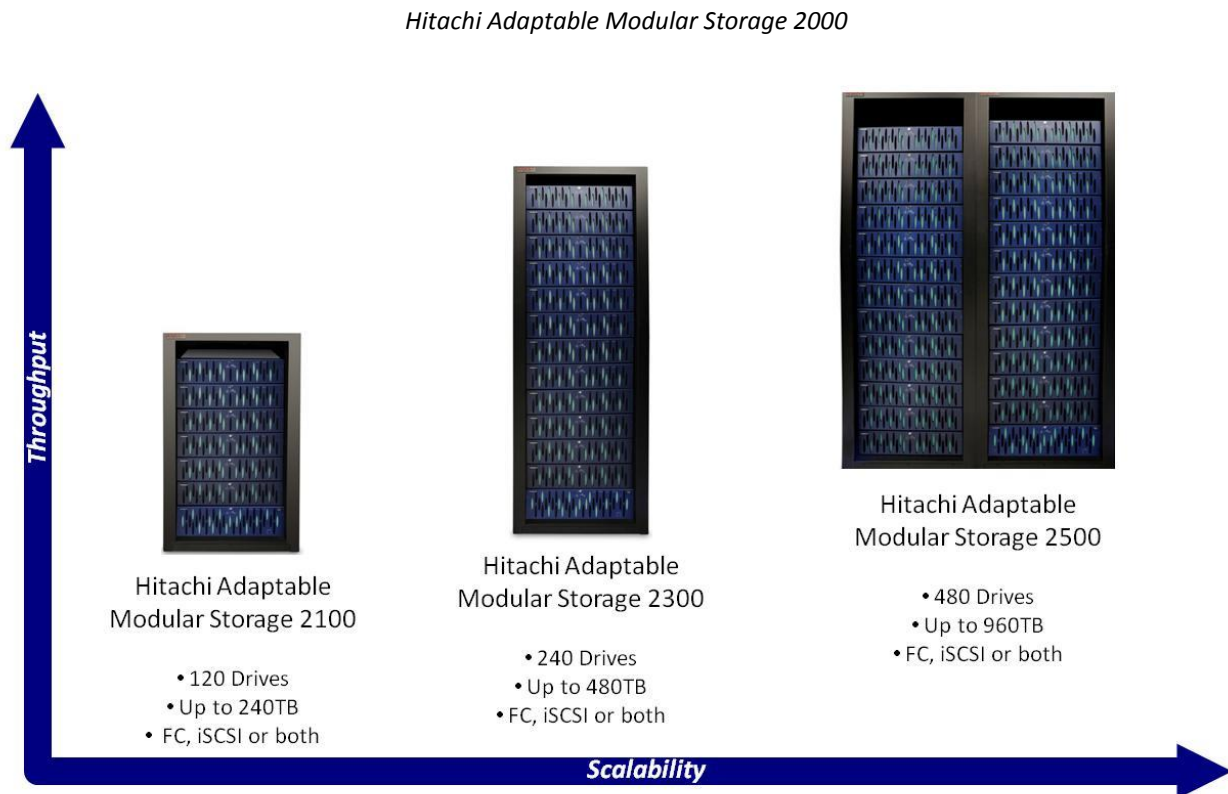 Hitachi Adaptable Modular Storage 2000
Throughput
Hitachi Adaptable
Modular Storage 2100
• 120 Drives
• Up to 240TB
• FC, iSCSI or both
Hitachi Adaptable
Modular Storage 2300
• 240 Drives
• Up to 480TB
• FC, iSCSI or both
Hitachi Adaptable
Modular Storage 2500
• 480 Drives
• Up to 960TB
• FC, iSCSI or both
Scalability